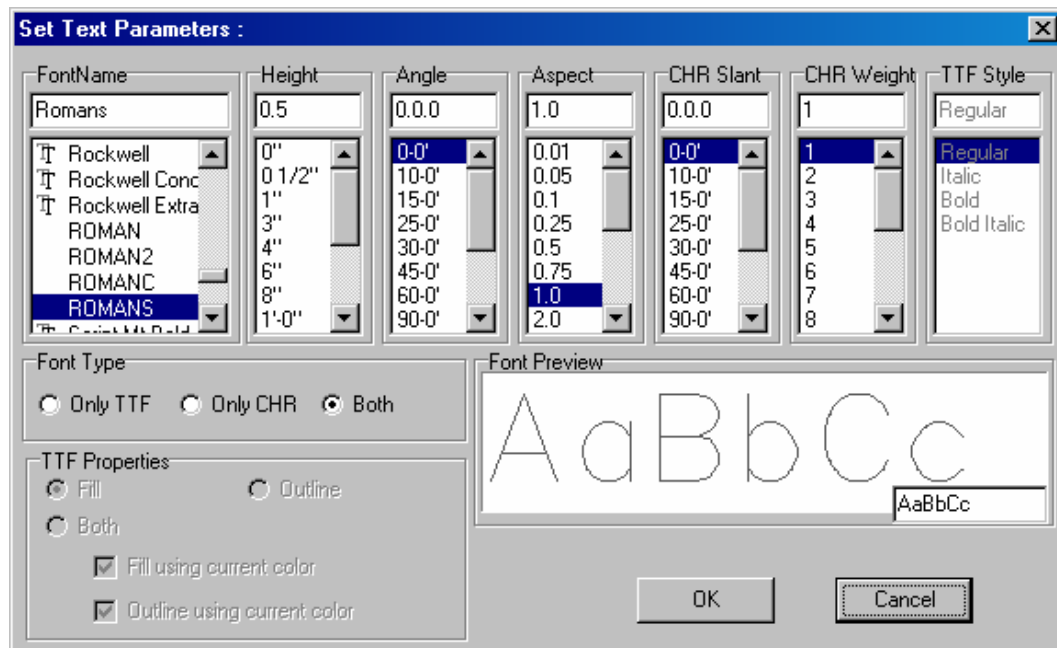 Set Text Parameters :
FontName
Romans
Rockwell
Rockwell Conc
Rockwell Extra
ROMAN
ROMAN2
ROMANC
ROMANS
Script Mt Bold
Height
0.5
0"
0 1/2"
1"
3"
4"
6"
8"
1'-0"
Angle
0.0.0
0-0'
10-0'
15-0'
25-0'
30-0'
45-0'
60-0'
90-0'
Aspect
1.0
0.01
0.05
0.1
0.25
0.5
0.75
1.0
2.0
CHR Slant
0.0.0
0-0'
10-0'
15-0'
25-0'
30-0'
45-0'
60-0'
90-0'
CHR Weight
1
1
2
3
4
5
6
7
8
TTF Style
Regular
Regular
Italic
Bold
Bold Italic
Font Type
Only TTF Only CHR Both
Font Preview
AaBbCc
AaBbCc
TTF Properties
Fill Outline
Both
Fill using current color
Outline using current color
OK Cancel